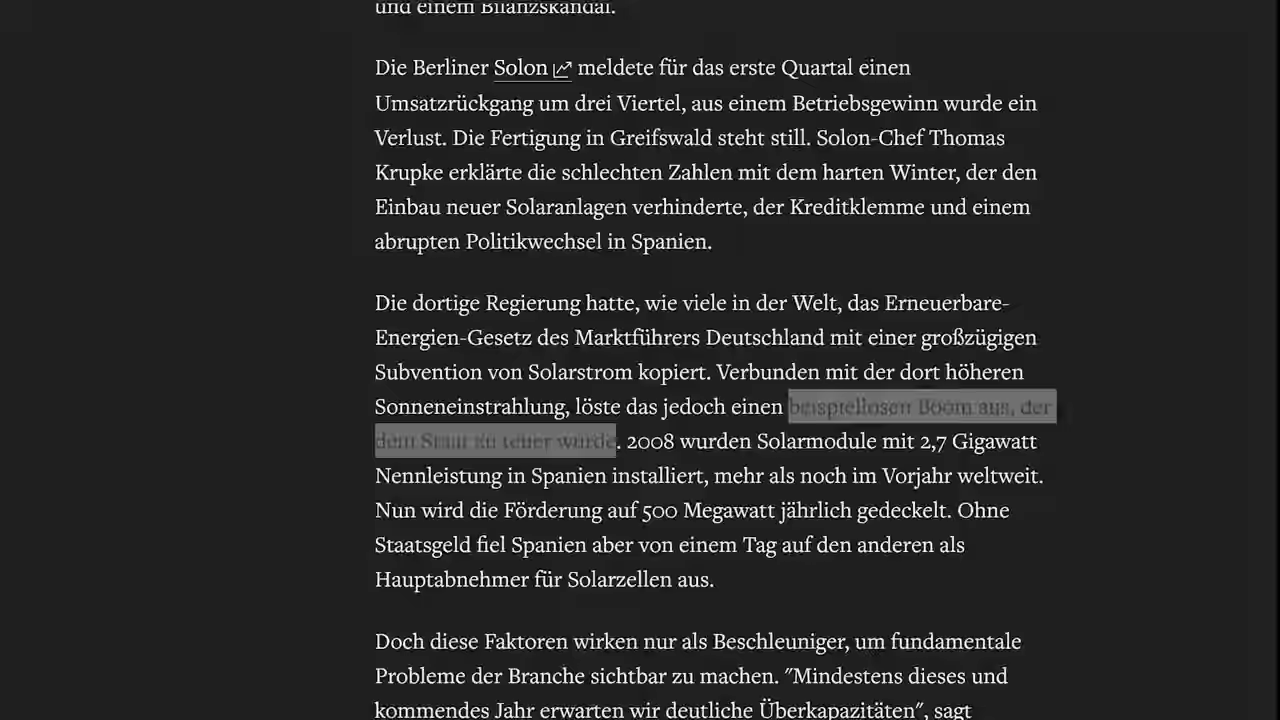 und einem Bilanzskandal.
Die Berliner Solon meldete für das erste Quartal einen
Umsatzrückgang um drei Viertel, aus einem Betriebsgewinn wurde ein
Verlust. Die Fertigung in Greifswald steht still. Solon-Chef Thomas
Krupke erklärte die schlechten Zahlen mit dem harten Winter, der den
Einbau neuer Solaranlagen verhinderte, der Kreditklemme und einem
abrupten Politikwechsel in Spanien.
Die dortige Regierung hatte, wie viele in der Welt, das Erneuerbare-
Energien-Gesetz des Marktführers Deutschland mit einer großzügigen
Subvention von Solarstrom kopiert. Verbunden mit der dort höheren
Sonneneinstrahlung, löste das jedoch einen beispiellosen Boom aus, der
dem Staat zu teuer wurde. 2008 wurden Solarmodule mit 2,7 Gigawatt
Nennleistung in Spanien installiert, mehr als noch im Vorjahr weltweit.
Nun wird die Förderung auf 500 Megawatt jährlich gedeckelt. Ohne
Staatsgeld fiel Spanien aber von einem Tag auf den anderen als
Hauptabnehmer für Solarzellen aus.
Doch diese Faktoren wirken nur als Beschleuniger, um fundamentale
Probleme der Branche sichtbar zu machen. "Mindestens dieses und
kommendes Jahr erwarten wir deutliche Überkapazitäten", sagt